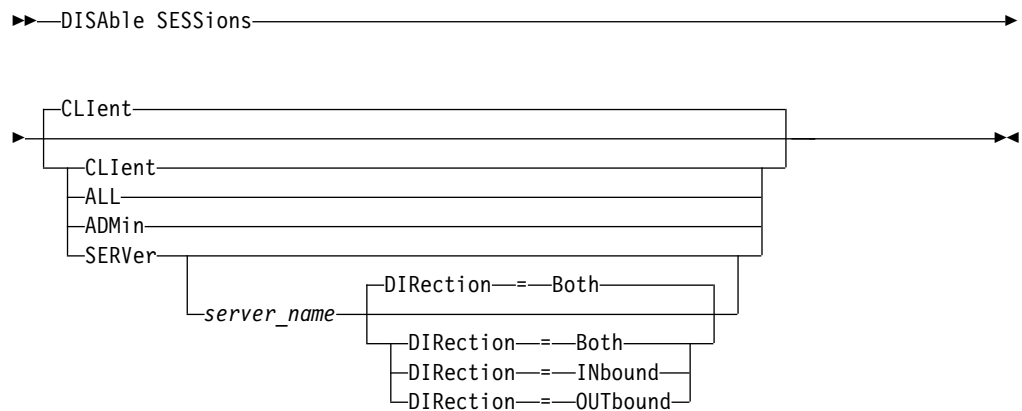 DISAble SESSions
CLIent
CLIent
ALL
ADMin
SERVer
DIRection = Both
server_name
DIRection = Both
DIRection = INbound
DIRection = OUTbound